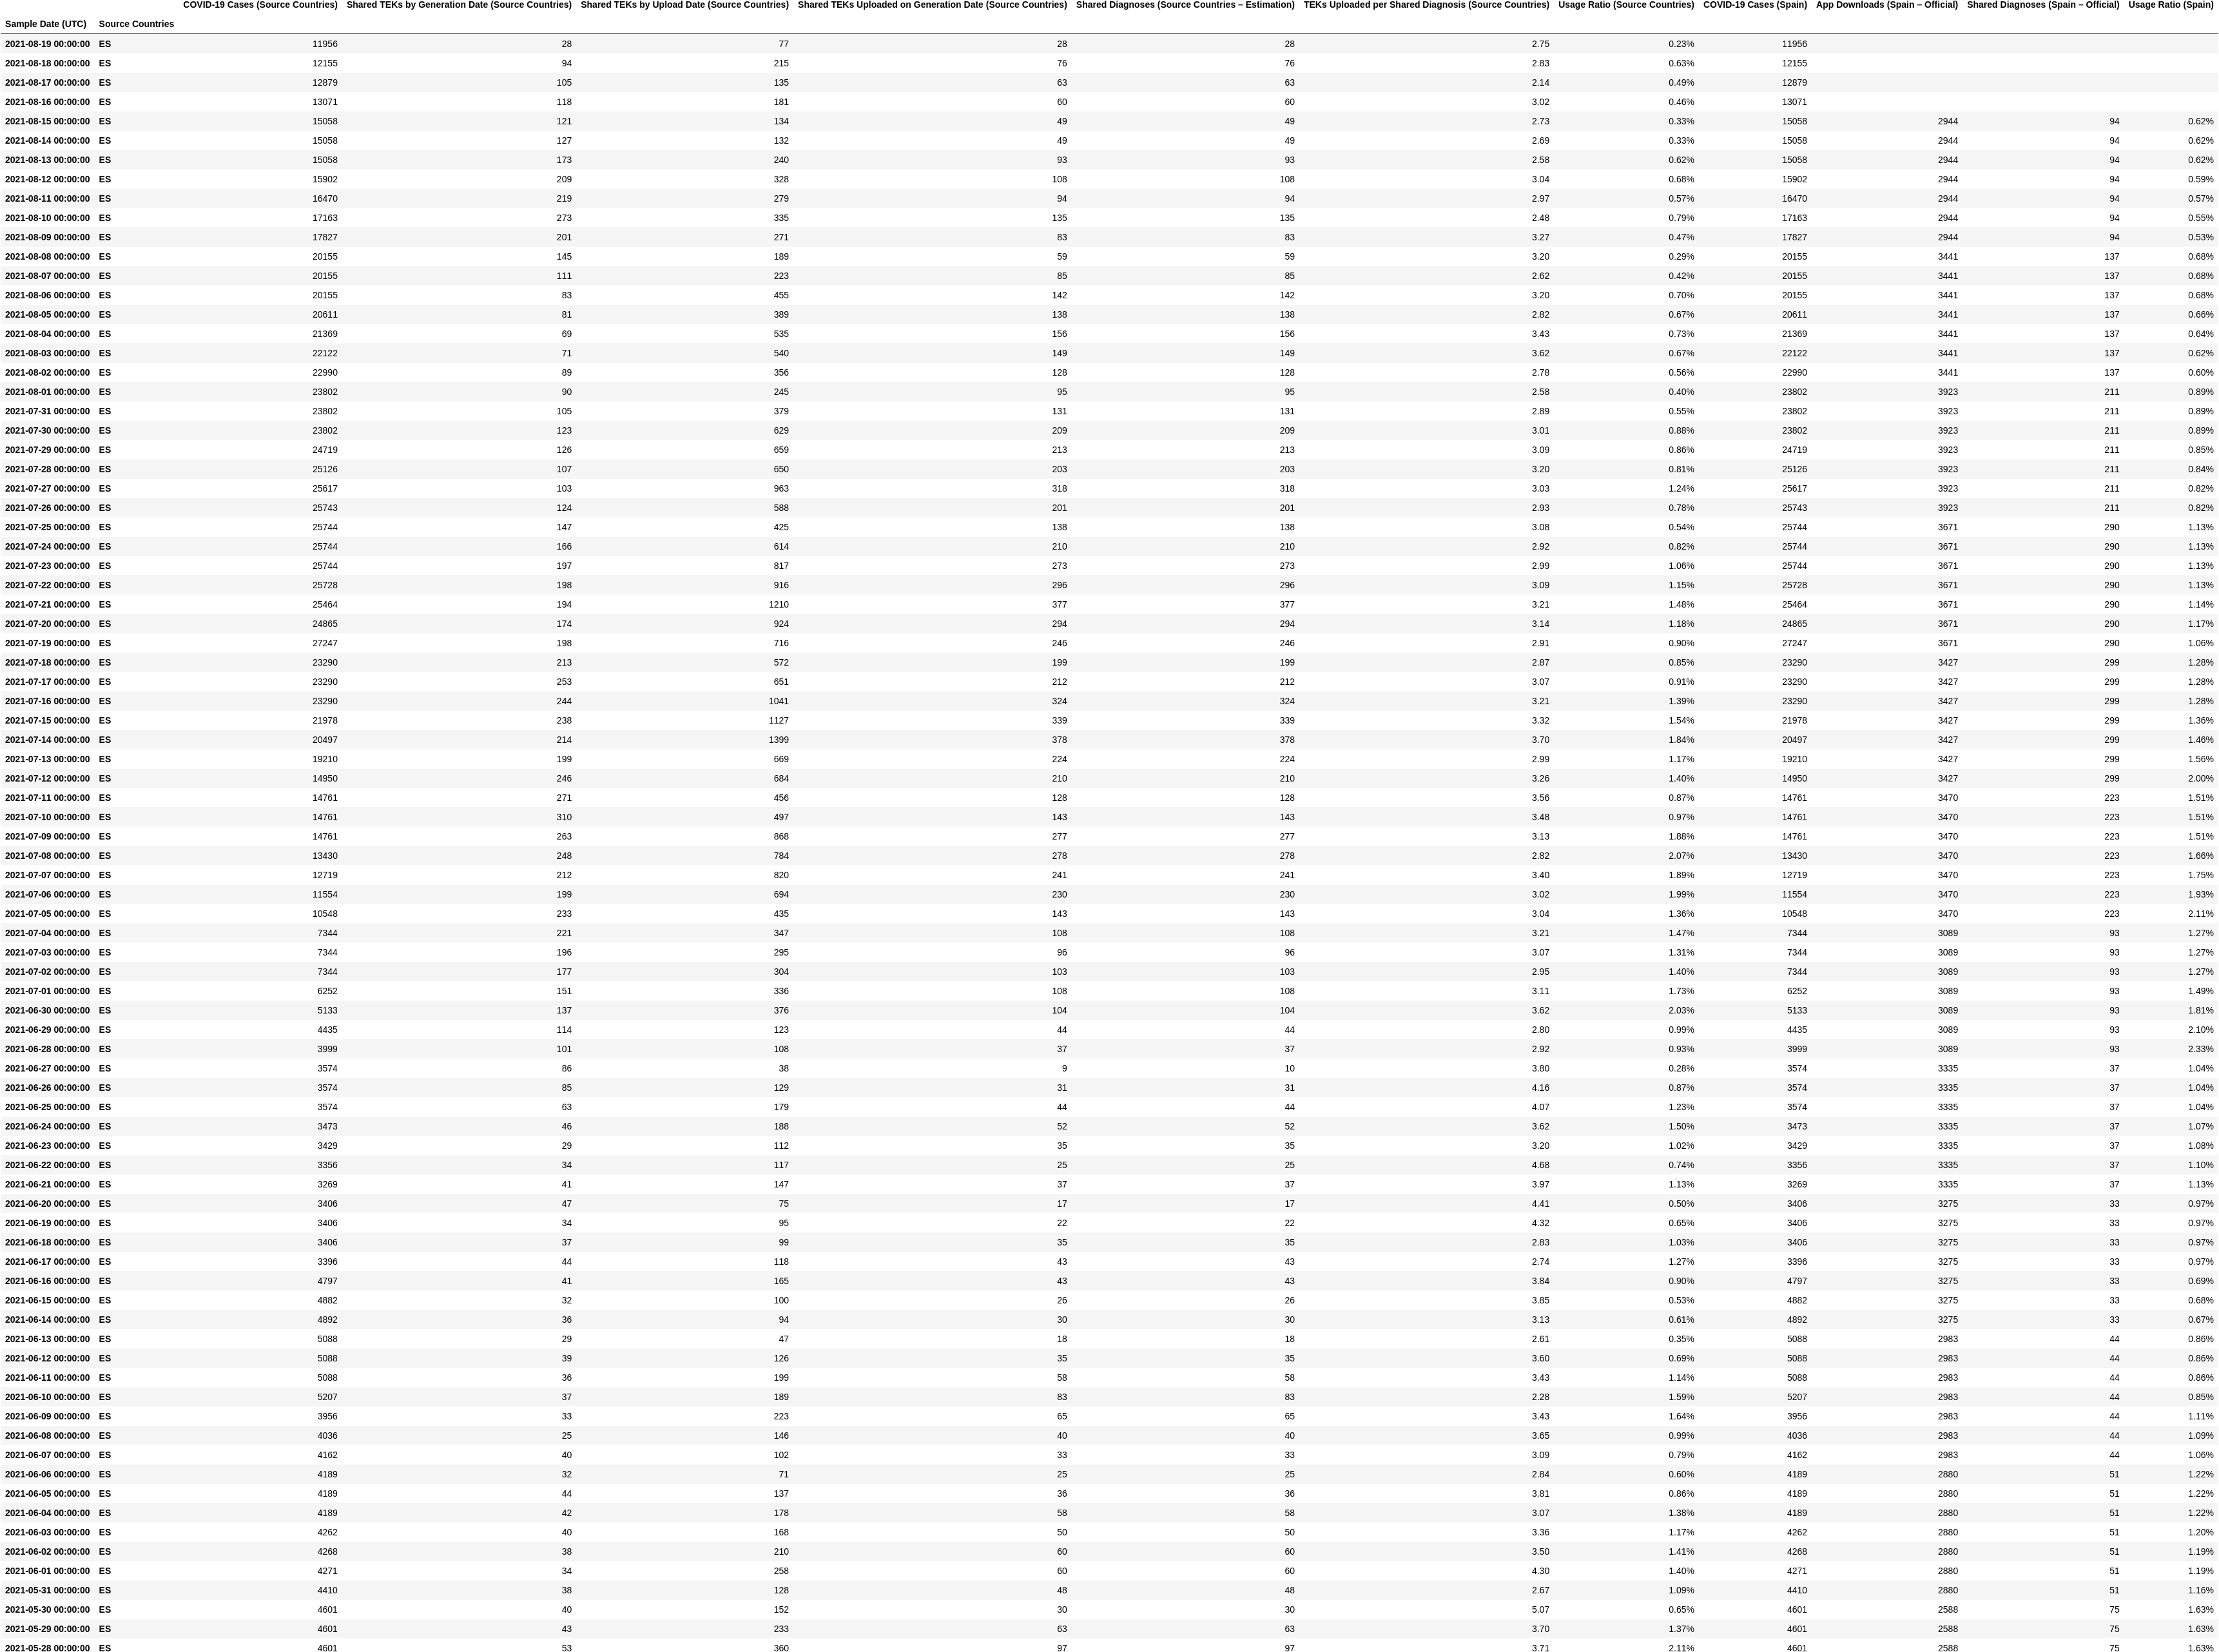 COVID-19 Cases (Source Countries) Shared TEKs by Generation Date (Source Countries) Shared TEKs by Upload Date (Source Countries) Shared TEKs Uploaded on Generation Date (Source Countries) Shared Diagnoses (Source Countries – Estimation) TEKs Uploaded per Shared Diagnosis (Source Countries) Usage Ratio (Source Countries) COVID-19 Cases (Spain) App Downloads (Spain – Official) Shared Diagnoses (Spain – Official) Usage Ratio (Spain)
Sample Date (UTC) Source Countries
2021-08-19 00:00:00 ES 11956 28 77 28 28 2.75 0.23% 11956
2021-08-18 00:00:00 ES 12155 94 215 76 76 2.83 0.63% 12155
2021-08-17 00:00:00 ES 12879 105 135 63 63 2.14 0.49% 12879
2021-08-16 00:00:00 ES 13071 118 181 60 60 3.02 0.46% 13071
2021-08-15 00:00:00 ES 15058 121 134 49 49 2.73 0.33% 15058 2944 94 0.62%
2021-08-14 00:00:00 ES 15058 127 132 49 49 2.69 0.33% 15058 2944 94 0.62%
2021-08-13 00:00:00 ES 15058 173 240 93 93 2.58 0.62% 15058 2944 94 0.62%
2021-08-12 00:00:00 ES 15902 209 328 108 108 3.04 0.68% 15902 2944 94 0.59%
2021-08-11 00:00:00 ES 16470 219 279 94 94 2.97 0.57% 16470 2944 94 0.57%
2021-08-10 00:00:00 ES 17163 273 335 135 135 2.48 0.79% 17163 2944 94 0.55%
2021-08-09 00:00:00 ES 17827 201 271 83 83 3.27 0.47% 17827 2944 94 0.53%
2021-08-08 00:00:00 ES 20155 145 189 59 59 3.20 0.29% 20155 3441 137 0.68%
2021-08-07 00:00:00 ES 20155 111 223 85 85 2.62 0.42% 20155 3441 137 0.68%
2021-08-06 00:00:00 ES 20155 83 455 142 142 3.20 0.70% 20155 3441 137 0.68%
2021-08-05 00:00:00 ES 20611 81 389 138 138 2.82 0.67% 20611 3441 137 0.66%
2021-08-04 00:00:00 ES 21369 69 535 156 156 3.43 0.73% 21369 3441 137 0.64%
2021-08-03 00:00:00 ES 22122 71 540 149 149 3.62 0.67% 22122 3441 137 0.62%
2021-08-02 00:00:00 ES 22990 89 356 128 128 2.78 0.56% 22990 3441 137 0.60%
2021-08-01 00:00:00 ES 23802 90 245 95 95 2.58 0.40% 23802 3923 211 0.89%
2021-07-31 00:00:00 ES 23802 105 379 131 131 2.89 0.55% 23802 3923 211 0.89%
2021-07-30 00:00:00 ES 23802 123 629 209 209 3.01 0.88% 23802 3923 211 0.89%
2021-07-29 00:00:00 ES 24719 126 659 213 213 3.09 0.86% 24719 3923 211 0.85%
2021-07-28 00:00:00 ES 25126 107 650 203 203 3.20 0.81% 25126 3923 211 0.84%
2021-07-27 00:00:00 ES 25617 103 963 318 318 3.03 1.24% 25617 3923 211 0.82%
2021-07-26 00:00:00 ES 25743 124 588 201 201 2.93 0.78% 25743 3923 211 0.82%
2021-07-25 00:00:00 ES 25744 147 425 138 138 3.08 0.54% 25744 3671 290 1.13%
2021-07-24 00:00:00 ES 25744 166 614 210 210 2.92 0.82% 25744 3671 290 1.13%
2021-07-23 00:00:00 ES 25744 197 817 273 273 2.99 1.06% 25744 3671 290 1.13%
2021-07-22 00:00:00 ES 25728 198 916 296 296 3.09 1.15% 25728 3671 290 1.13%
2021-07-21 00:00:00 ES 25464 194 1210 377 377 3.21 1.48% 25464 3671 290 1.14%
2021-07-20 00:00:00 ES 24865 174 924 294 294 3.14 1.18% 24865 3671 290 1.17%
2021-07-19 00:00:00 ES 27247 198 716 246 246 2.91 0.90% 27247 3671 290 1.06%
2021-07-18 00:00:00 ES 23290 213 572 199 199 2.87 0.85% 23290 3427 299 1.28%
2021-07-17 00:00:00 ES 23290 253 651 212 212 3.07 0.91% 23290 3427 299 1.28%
2021-07-16 00:00:00 ES 23290 244 1041 324 324 3.21 1.39% 23290 3427 299 1.28%
2021-07-15 00:00:00 ES 21978 238 1127 339 339 3.32 1.54% 21978 3427 299 1.36%
2021-07-14 00:00:00 ES 20497 214 1399 378 378 3.70 1.84% 20497 3427 299 1.46%
2021-07-13 00:00:00 ES 19210 199 669 224 224 2.99 1.17% 19210 3427 299 1.56%
2021-07-12 00:00:00 ES 14950 246 684 210 210 3.26 1.40% 14950 3427 299 2.00%
2021-07-11 00:00:00 ES 14761 271 456 128 128 3.56 0.87% 14761 3470 223 1.51%
2021-07-10 00:00:00 ES 14761 310 497 143 143 3.48 0.97% 14761 3470 223 1.51%
2021-07-09 00:00:00 ES 14761 263 868 277 277 3.13 1.88% 14761 3470 223 1.51%
2021-07-08 00:00:00 ES 13430 248 784 278 278 2.82 2.07% 13430 3470 223 1.66%
2021-07-07 00:00:00 ES 12719 212 820 241 241 3.40 1.89% 12719 3470 223 1.75%
2021-07-06 00:00:00 ES 11554 199 694 230 230 3.02 1.99% 11554 3470 223 1.93%
2021-07-05 00:00:00 ES 10548 233 435 143 143 3.04 1.36% 10548 3470 223 2.11%
2021-07-04 00:00:00 ES 7344 221 347 108 108 3.21 1.47% 7344 3089 93 1.27%
2021-07-03 00:00:00 ES 7344 196 295 96 96 3.07 1.31% 7344 3089 93 1.27%
2021-07-02 00:00:00 ES 7344 177 304 103 103 2.95 1.40% 7344 3089 93 1.27%
2021-07-01 00:00:00 ES 6252 151 336 108 108 3.11 1.73% 6252 3089 93 1.49%
2021-06-30 00:00:00 ES 5133 137 376 104 104 3.62 2.03% 5133 3089 93 1.81%
2021-06-29 00:00:00 ES 4435 114 123 44 44 2.80 0.99% 4435 3089 93 2.10%
2021-06-28 00:00:00 ES 3999 101 108 37 37 2.92 0.93% 3999 3089 93 2.33%
2021-06-27 00:00:00 ES 3574 86 38 9 10 3.80 0.28% 3574 3335 37 1.04%
2021-06-26 00:00:00 ES 3574 85 129 31 31 4.16 0.87% 3574 3335 37 1.04%
2021-06-25 00:00:00 ES 3574 63 179 44 44 4.07 1.23% 3574 3335 37 1.04%
2021-06-24 00:00:00 ES 3473 46 188 52 52 3.62 1.50% 3473 3335 37 1.07%
2021-06-23 00:00:00 ES 3429 29 112 35 35 3.20 1.02% 3429 3335 37 1.08%
2021-06-22 00:00:00 ES 3356 34 117 25 25 4.68 0.74% 3356 3335 37 1.10%
2021-06-21 00:00:00 ES 3269 41 147 37 37 3.97 1.13% 3269 3335 37 1.13%
2021-06-20 00:00:00 ES 3406 47 75 17 17 4.41 0.50% 3406 3275 33 0.97%
2021-06-19 00:00:00 ES 3406 34 95 22 22 4.32 0.65% 3406 3275 33 0.97%
2021-06-18 00:00:00 ES 3406 37 99 35 35 2.83 1.03% 3406 3275 33 0.97%
2021-06-17 00:00:00 ES 3396 44 118 43 43 2.74 1.27% 3396 3275 33 0.97%
2021-06-16 00:00:00 ES 4797 41 165 43 43 3.84 0.90% 4797 3275 33 0.69%
2021-06-15 00:00:00 ES 4882 32 100 26 26 3.85 0.53% 4882 3275 33 0.68%
2021-06-14 00:00:00 ES 4892 36 94 30 30 3.13 0.61% 4892 3275 33 0.67%
2021-06-13 00:00:00 ES 5088 29 47 18 18 2.61 0.35% 5088 2983 44 0.86%
2021-06-12 00:00:00 ES 5088 39 126 35 35 3.60 0.69% 5088 2983 44 0.86%
2021-06-11 00:00:00 ES 5088 36 199 58 58 3.43 1.14% 5088 2983 44 0.86%
2021-06-10 00:00:00 ES 5207 37 189 83 83 2.28 1.59% 5207 2983 44 0.85%
2021-06-09 00:00:00 ES 3956 33 223 65 65 3.43 1.64% 3956 2983 44 1.11%
2021-06-08 00:00:00 ES 4036 25 146 40 40 3.65 0.99% 4036 2983 44 1.09%
2021-06-07 00:00:00 ES 4162 40 102 33 33 3.09 0.79% 4162 2983 44 1.06%
2021-06-06 00:00:00 ES 4189 32 71 25 25 2.84 0.60% 4189 2880 51 1.22%
2021-06-05 00:00:00 ES 4189 44 137 36 36 3.81 0.86% 4189 2880 51 1.22%
2021-06-04 00:00:00 ES 4189 42 178 58 58 3.07 1.38% 4189 2880 51 1.22%
2021-06-03 00:00:00 ES 4262 40 168 50 50 3.36 1.17% 4262 2880 51 1.20%
2021-06-02 00:00:00 ES 4268 38 210 60 60 3.50 1.41% 4268 2880 51 1.19%
2021-06-01 00:00:00 ES 4271 34 258 60 60 4.30 1.40% 4271 2880 51 1.19%
2021-05-31 00:00:00 ES 4410 38 128 48 48 2.67 1.09% 4410 2880 51 1.16%
2021-05-30 00:00:00 ES 4601 40 152 30 30 5.07 0.65% 4601 2588 75 1.63%
2021-05-29 00:00:00 ES 4601 43 233 63 63 3.70 1.37% 4601 2588 75 1.63%
2021-05-28 00:00:00 ES 4601 53 360 97 97 3.71 2.11% 4601 2588 75 1.63%